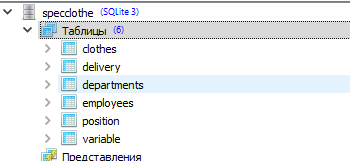 specclothe (SQLite 3)
Таблицы (6)
clothes
delivery
departments
employees
position
variable
Представления